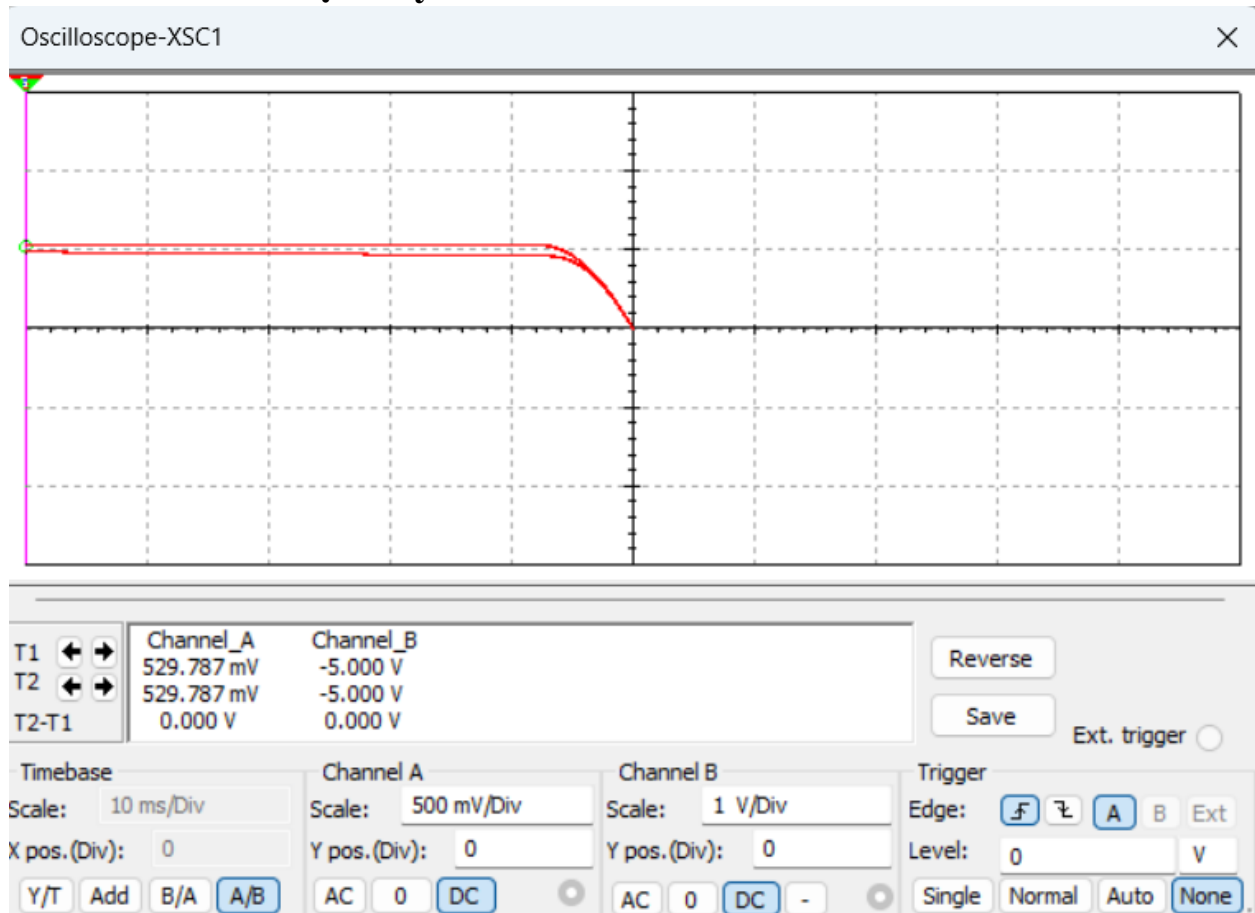 Oscilloscope-XSC1
T1
T2
T2-T1
Channel_A Channel_B
529.787 mV -5.000 V
529.787 mV -5.000 V
0.000 V 0.000 V
Reverse
Save
Ext. trigger
Timebase
Scale: 10 ms/Div
X pos.(Div): 0
Y/T Add B/A A/B
Channel A
Scale: 500 mV/Div
Y pos.(Div): 0
AC 0 DC
Channel B
Scale: 1 V/Div
Y pos.(Div): 0
AC 0 DC -
Trigger
Edge: A B Ext
Level: 0 V
Single Normal Auto None